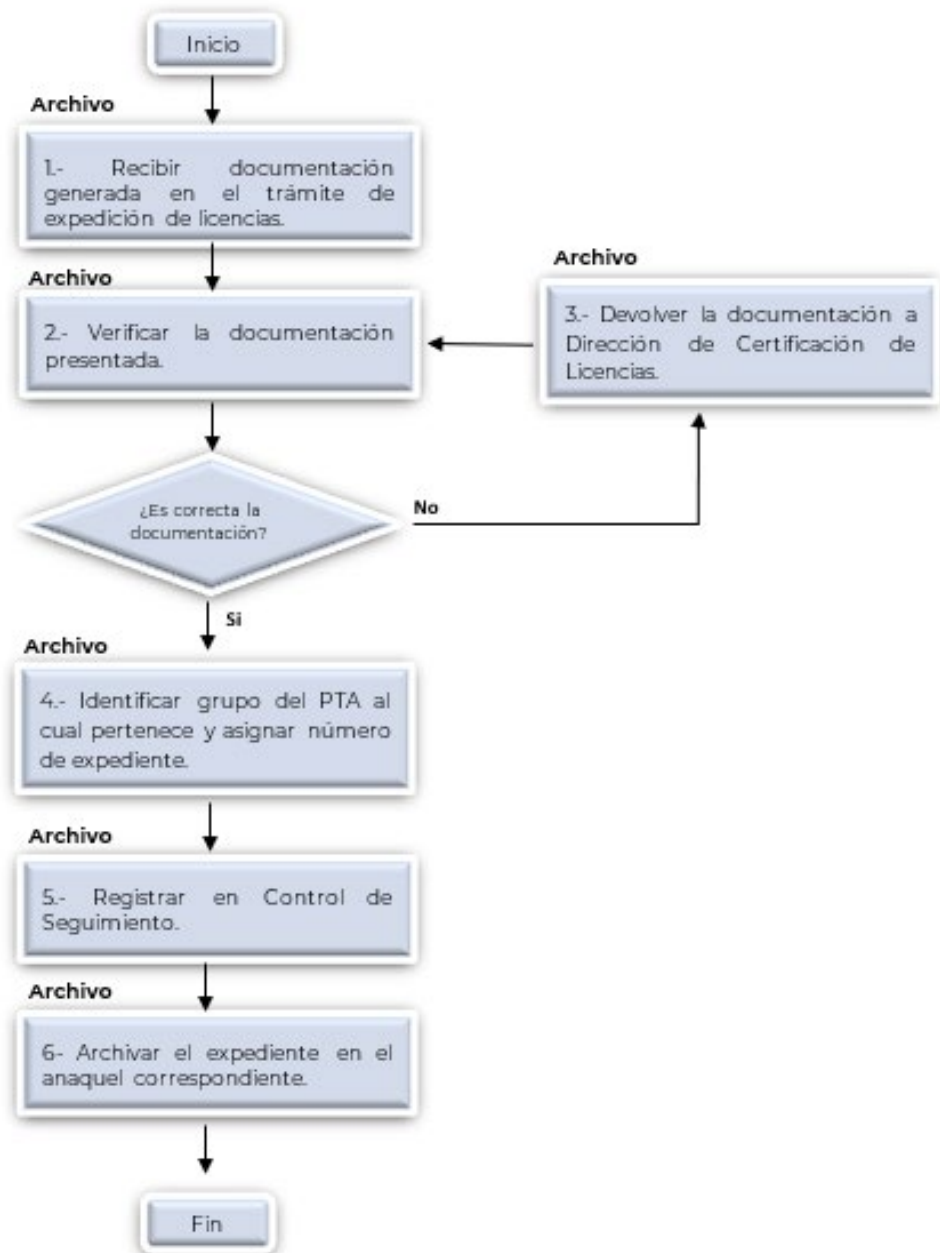 Inicio
Archivo
1.- Recibir documentación
generada en el trámite de
expedición de licencias.
Archivo
2.- Verificar la documentación
presentada.
Archivo
3.- Devolver la documentación a
Dirección de Certificación de
Licencias.
¿Es correcta la
documentación?
No
Si
Archivo
4.- Identificar grupo del PTA al
cual pertenece y asignar número
de expediente.
Archivo
5.- Registrar en Control de
Seguimiento.
Archivo
6- Archivar el expediente en el
anaquel correspondiente.
Fin